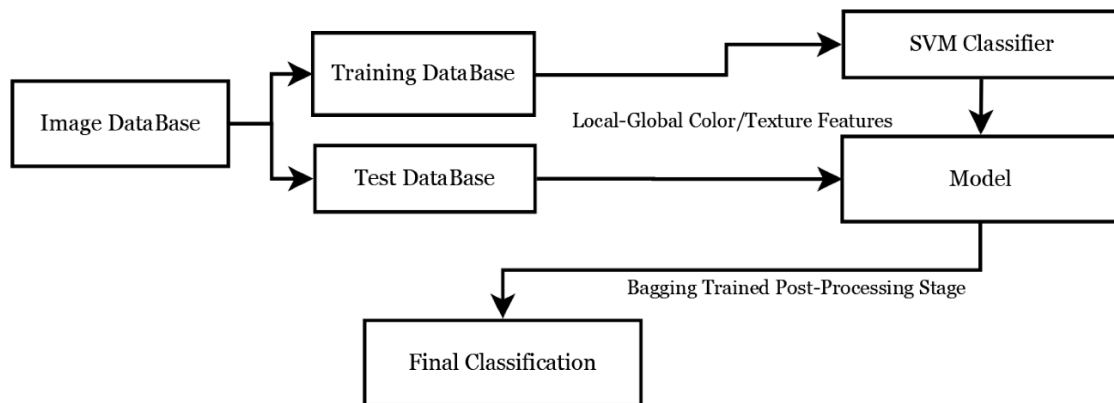 SVM Classifier
Training DataBase
Image DataBase
Local-Global Color/Texture Features
Test DataBase
Model
Bagging Trained Post-Processing Stage
Final Classification